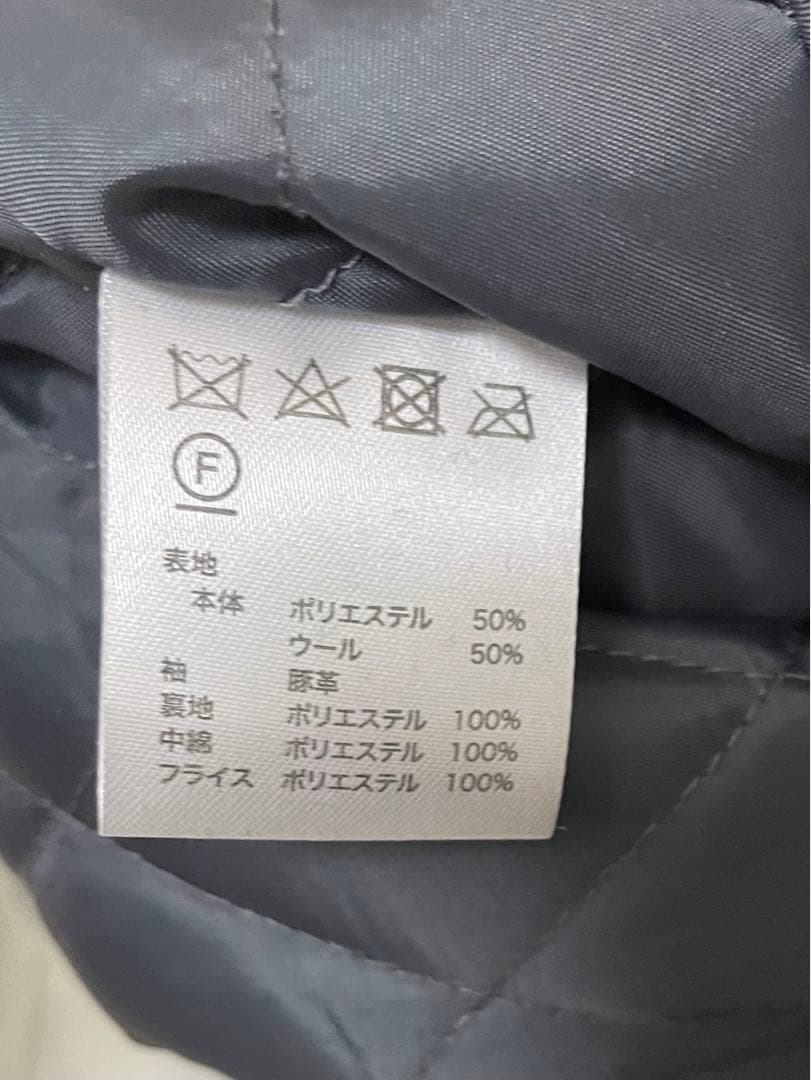 F
表地
本体 ポリエステル 50%
ウール 50%
袖 豚革
裏地 ポリエステル 100%
中綿 ポリエステル 100%
フライス ポリエステル 100%